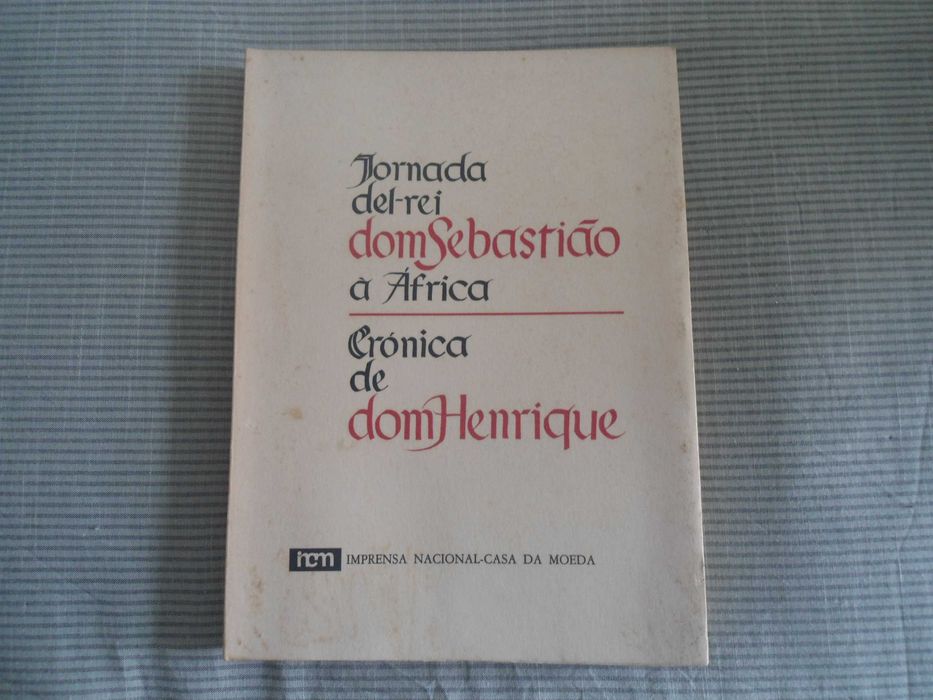 Jornada
del-rei
dom Sebastião
à África
Crónica
de
dom Henrique
incm IMPRENSA NACIONAL-CASA DA MOEDA